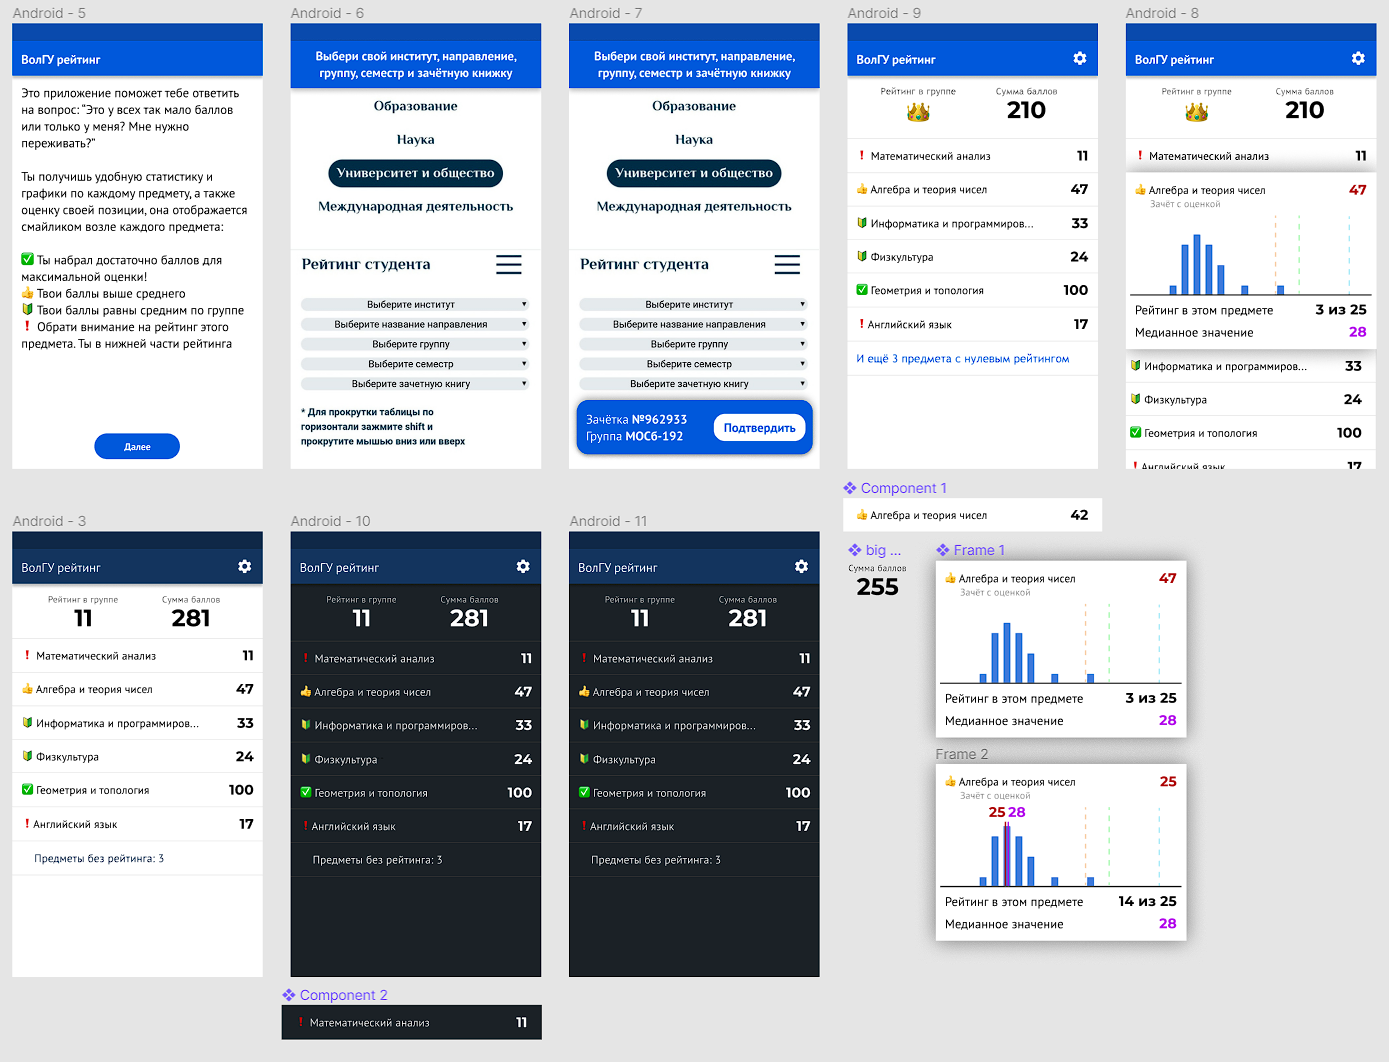 Android - 5
ВолГУ рейтинг
Это приложение поможет тебе ответить
на вопрос: "Это у всех так мало баллов
или только у меня? Мне нужно
переживать?"
Ты получишь удобную статистику и
графики по каждому предмету, а также
оценку своей позиции, она отображается
смайликом возле каждого предмета:
✅ Ты набрал достаточно баллов для
максимальной оценки!
👍 Твои баллы выше среднего
🔰 Твои баллы равны средним по группе
❗ Обрати внимание на рейтинг этого
предмета. Ты в нижней части рейтинга
Далее
Android - 6
Выбери свой институт, направление,
группу, семестр и зачётную книжку
Образование
Наука
Университет и общество
Международная деятельность
Рейтинг студента
Выберите институт
Выберите название направления
Выберите группу
Выберите семестр
Выберите зачетную книгу
* Для прокрутки таблицы по
горизонтали зажмите shift и
прокрутите мышью вниз или вверх
Android - 7
Выбери свой институт, направление,
группу, семестр и зачётную книжку
Образование
Наука
Университет и общество
Международная деятельность
Рейтинг студента
Выберите институт
Выберите название направления
Выберите группу
Выберите семестр
Выберите зачетную книгу
Зачётка №962933
Группа МОС6-192
Подтвердить
Android - 9
ВолГУ рейтинг
Рейтинг в группе Сумма баллов
👑 210
❗ Математический анализ 11
👍 Алгебра и теория чисел 47
🔰 Информатика и программиров... 33
🔰 Физкультура 24
✅ Геометрия и топология 100
❗ Английский язык 17
И ещё 3 предмета с нулевым рейтингом
Android - 8
ВолГУ рейтинг
Рейтинг в группе Сумма баллов
👑 210
❗ Математический анализ 11
👍 Алгебра и теория чисел 47
Зачёт с оценкой
Рейтинг в этом предмете 3 из 25
Медианное значение 28
🔰 Информатика и программиров... 33
🔰 Физкультура 24
✅ Геометрия и топология 100
❗ Английский язык 17
Android - 3
ВолГУ рейтинг
Рейтинг в группе Сумма баллов
11 281
❗ Математический анализ 11
👍 Алгебра и теория чисел 47
🔰 Информатика и программиров... 33
🔰 Физкультура 24
✅ Геометрия и топология 100
❗ Английский язык 17
Предметы без рейтинга: 3
Android - 10
ВолГУ рейтинг
Рейтинг в группе Сумма баллов
11 281
❗ Математический анализ 11
👍 Алгебра и теория чисел 47
🔰 Информатика и программиров... 33
🔰 Физкультура 24
✅ Геометрия и топология 100
❗ Английский язык 17
Предметы без рейтинга: 3
Component 2
❗ Математический анализ 11
Android - 11
ВолГУ рейтинг
Рейтинг в группе Сумма баллов
11 281
❗ Математический анализ 11
👍 Алгебра и теория чисел 47
🔰 Информатика и программиров... 33
🔰 Физкультура 24
✅ Геометрия и топология 100
❗ Английский язык 17
Предметы без рейтинга: 3
Component 1
👍 Алгебра и теория чисел 42
big ...
Сумма баллов
255
Frame 1
👍 Алгебра и теория чисел 47
Зачёт с оценкой
Рейтинг в этом предмете 3 из 25
Медианное значение 28
Frame 2
👍 Алгебра и теория чисел 25
Зачёт с оценкой
25 28
Рейтинг в этом предмете 14 из 25
Медианное значение 28